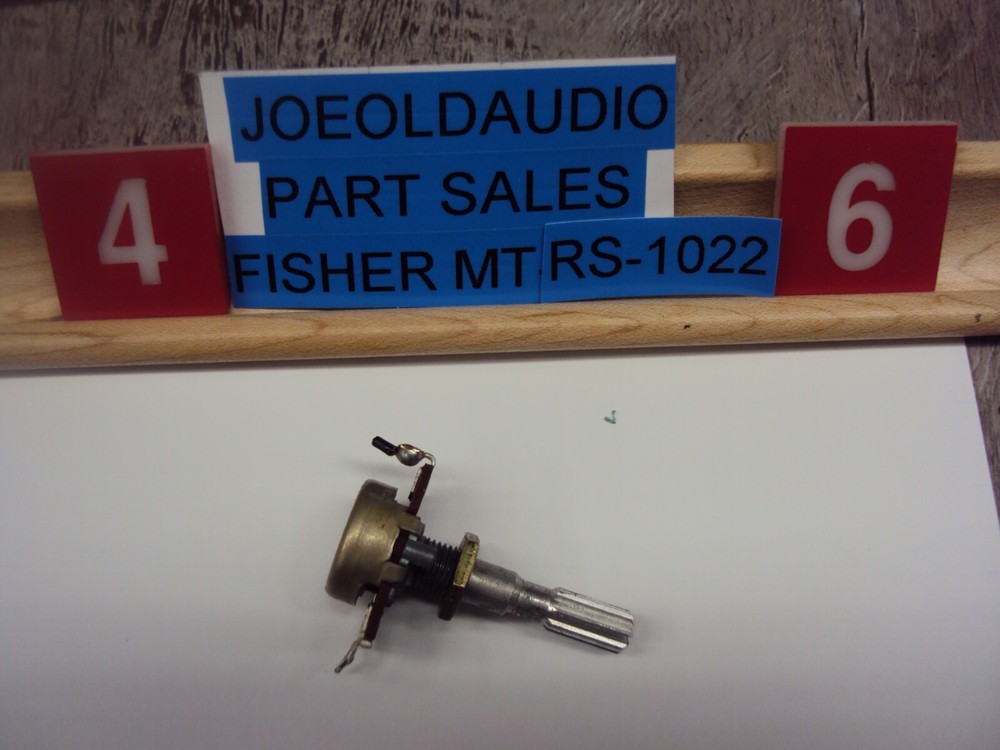 4
JOEOLDAUDIO
PART SALES
FISHER MT RS-1022
6